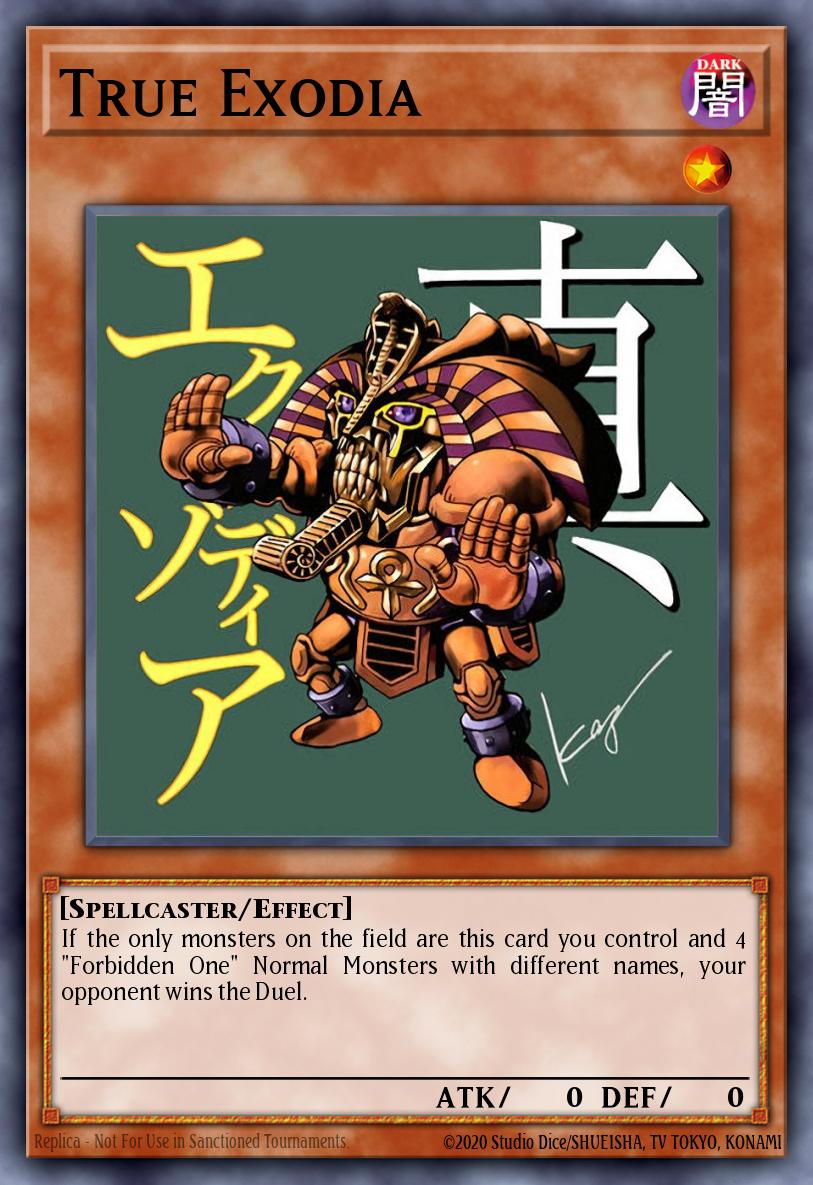 True Exodia
DARK
闇
真
エクゾディア
Kaz
[Spellcaster/Effect]
If the only monsters on the field are this card you control and 4
"Forbidden One" Normal Monsters with different names, your
opponent wins the Duel.
ATK/ 0 DEF/ 0
Replica - Not For Use in Sanctioned Tournaments.
©2020 Studio Dice/SHUEISHA, TV TOKYO, KONAMI